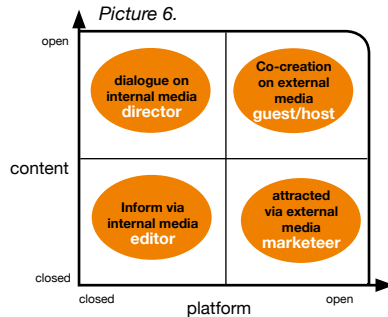 Picture 6.
open
dialogue on
internal media
director
Co-creation
on external
media
guest/host
content
Inform via
internal media
editor
attracted
via external
media
marketeer
closed
closed
open
platform